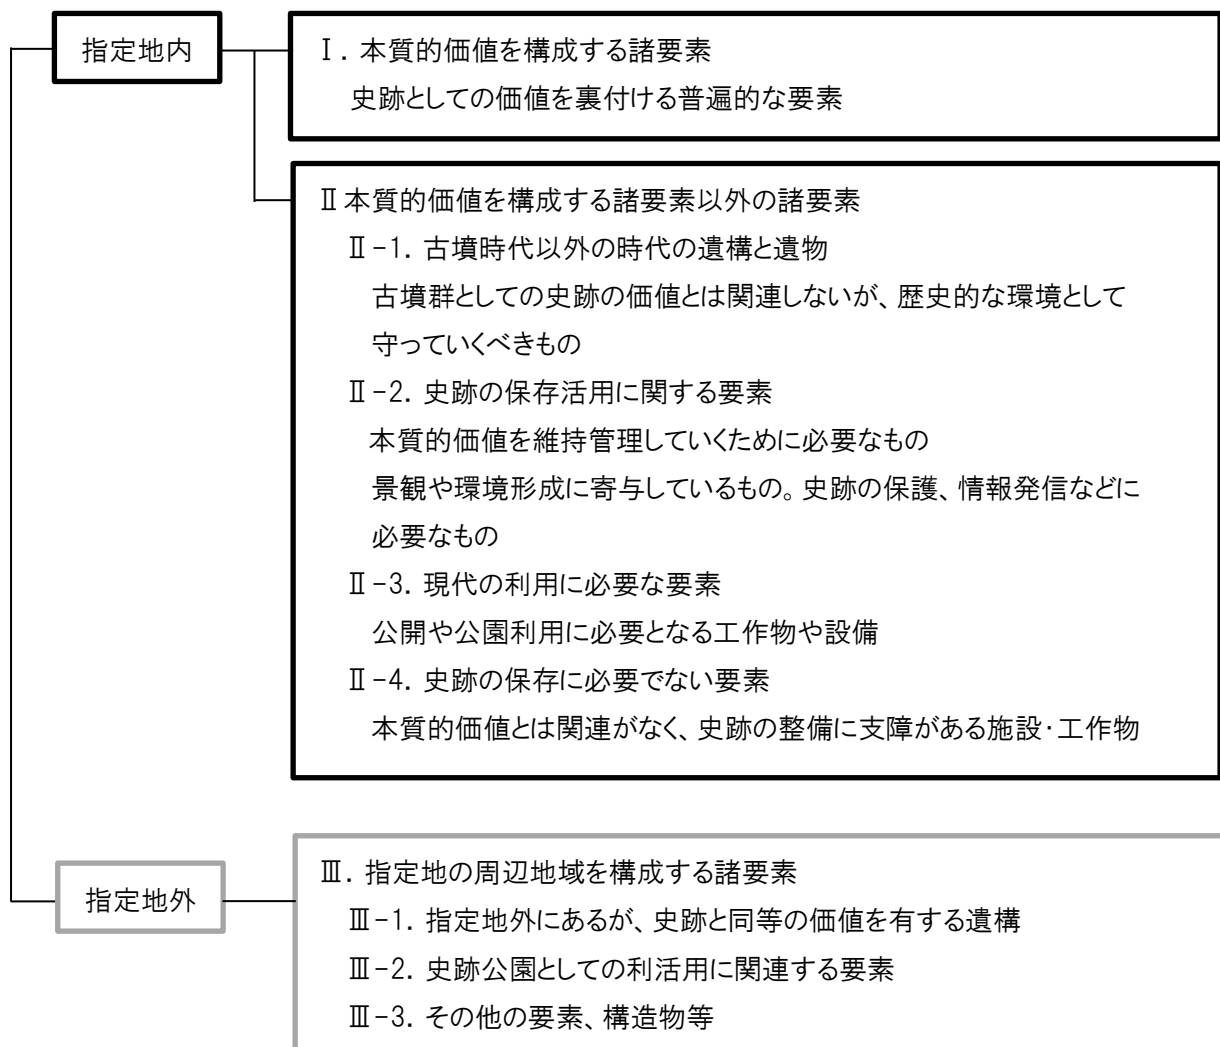 指定地内
Ⅰ．本質的価値を構成する諸要素
史跡としての価値を裏付ける普遍的な要素
Ⅱ本質的価値を構成する諸要素以外の諸要素
Ⅱ-1．古墳時代以外の時代の遺構と遺物
古墳群としての史跡の価値とは関連しないが、歴史的な環境として
守っていくべきもの
Ⅱ-2．史跡の保存活用に関する要素
本質的価値を維持管理していくために必要なもの
景観や環境形成に寄与しているもの。史跡の保護、情報発信などに
必要なもの
Ⅱ-3．現代の利用に必要な要素
公開や公園利用に必要となる工作物や設備
Ⅱ-4．史跡の保存に必要でない要素
本質的価値とは関連がなく、史跡の整備に支障がある施設・工作物
指定地外
Ⅲ．指定地の周辺地域を構成する諸要素
Ⅲ-1．指定地外にあるが、史跡と同等の価値を有する遺構
Ⅲ-2．史跡公園としての利活用に関連する要素
Ⅲ-3．その他の要素、構造物等